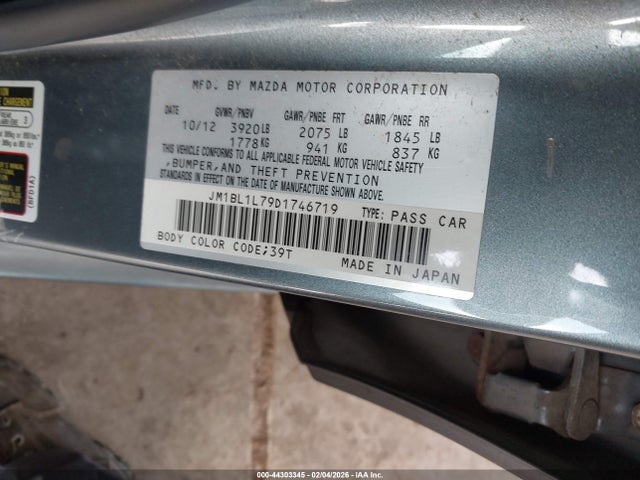 MFD. BY MAZDA MOTOR CORPORATION
DATE GVWR/PNBV GAWR/PNBE FRT GAWR/PNBE RR
10/12 3920 LB 2075 LB 1845 LB
1778 KG 941 KG 837 KG
THIS VEHICLE CONFORMS TO ALL APPLICABLE FEDERAL MOTOR VEHICLE SAFETY
,BUMPER,AND THEFT PREVENTION
STANDARDS IN EFFECT ON THE DATE OF MANUFACTURE SHOWN ABOVE.
JM1BL1L79D1746719 TYPE: PASS CAR
BODY COLOR CODE;39T
MADE IN JAPAN
(BFD1A)
000-44303345 - 02/04/2026 - IAA Inc.